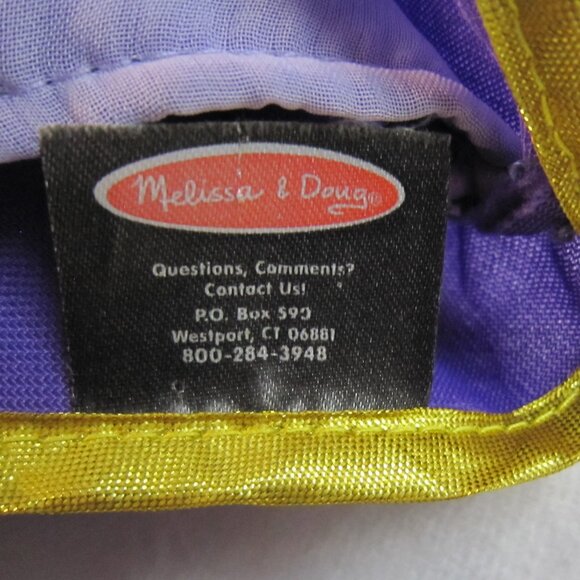 Melissa & Doug®
Questions, Comments?
Contact Us!
P.O. Box 590
Westport, CT 06881
800-284-3948